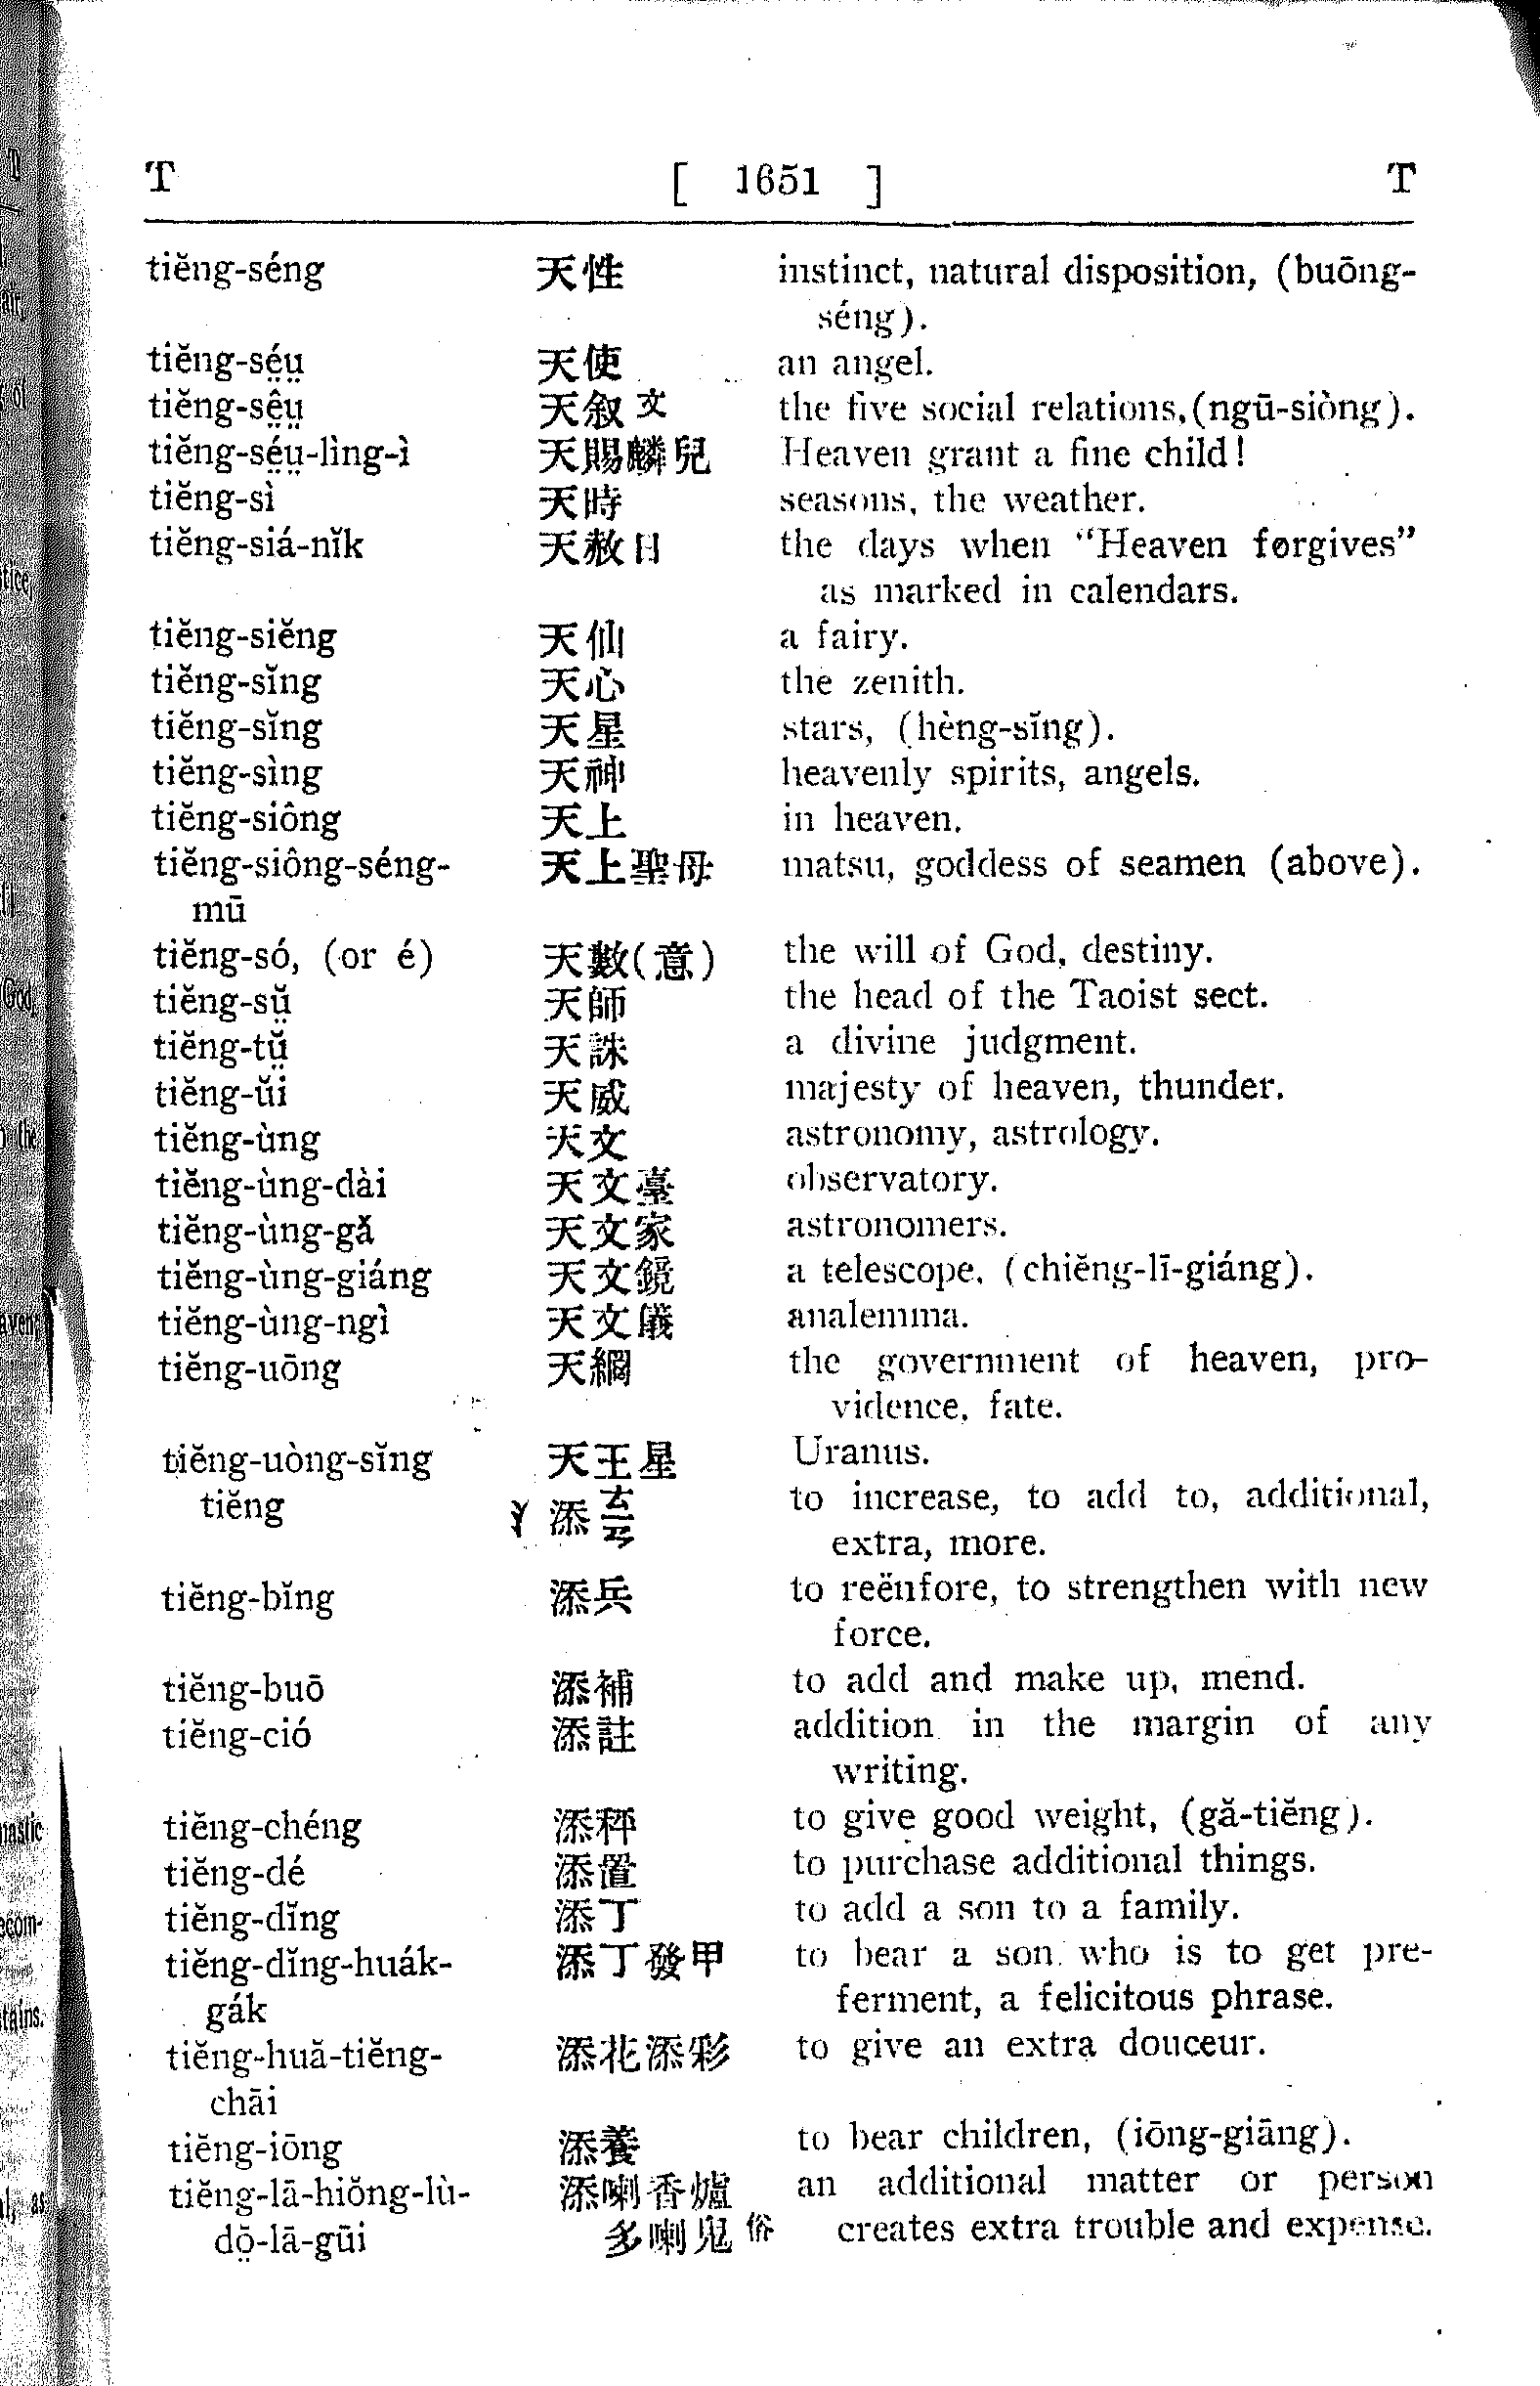 T [ 1651 ] T
tiĕng-séng 天性 instinct, natural disposition, (buōng-
séng).
tiĕng-sé̤ṳ 天使 an angel.
tiĕng-sê̤ṳ 天叙文 the five social relations,(ngū-siòng).
tiĕng-sé̤ṳ-lìng-ì 天賜麟兒 Heaven grant a fine child!
tiĕng-sì 天時 seasons, the weather.
tiĕng-siá-nĭk 天赦日 the days when "Heaven forgives"
as marked in calendars.
tiĕng-siĕng 天仙 a fairy.
tiĕng-sĭng 天心 the zenith.
tiĕng-sĭng 天星 stars, (hèng-sĭng).
tiĕng-sìng 天神 heavenly spirits, angels.
tiĕng-siông 天上 in heaven.
tiĕng-siông-séng- 天上聖母 matsu, goddess of seamen (above).
mū
tiĕng-só, (or é) 天數(意) the will of God, destiny.
tiĕng-sṳ̆ 天師 the head of the Taoist sect.
tiĕng-tṳ̆ 天誅 a divine judgment.
tiĕng-ŭi 天威 majesty of heaven, thunder.
tiĕng-ùng 天文 astronomy, astrology.
tiĕng-ùng-dài 天文臺 observatory.
tiĕng-ùng-gă 天文家 astronomers.
tiĕng-ùng-giáng 天文鏡 a telescope, (chiĕng-lī-giáng).
tiĕng-ùng-ngì 天文儀 analemma.
tiĕng-uōng 天網 the government of heaven, pro-
vidence, fate.
tiĕng-uòng-sĭng 天王星 Uranus.
tiĕng 添 ㄊㄧㄢ to increase, to add to, additional,
extra, more.
tiĕng-bĭng 添兵 to reënfore, to strengthen with new
force.
tiĕng-buō 添補 to add and make up, mend.
tiĕng-ció 添註 addition in the margin of any
writing.
tiĕng-chéng 添秤 to give good weight, (gă-tiĕng).
tiĕng-dé 添置 to purchase additional things.
tiĕng-dĭng 添丁 to add a son to a family.
tiĕng-dĭng-huák- 添丁發甲 to bear a son who is to get pre-
gák ferment, a felicitous phrase.
tiĕng-huă-tiĕng- 添花添彩 to give an extra douceur.
chāi
tiĕng-iōng 添養 to bear children, (iōng-giāng).
tiĕng-lā-hiŏng-lù- 添喇香爐 an additional matter or person
dọ̆-lā-gūi 多喇鬼俗 creates extra trouble and expense.